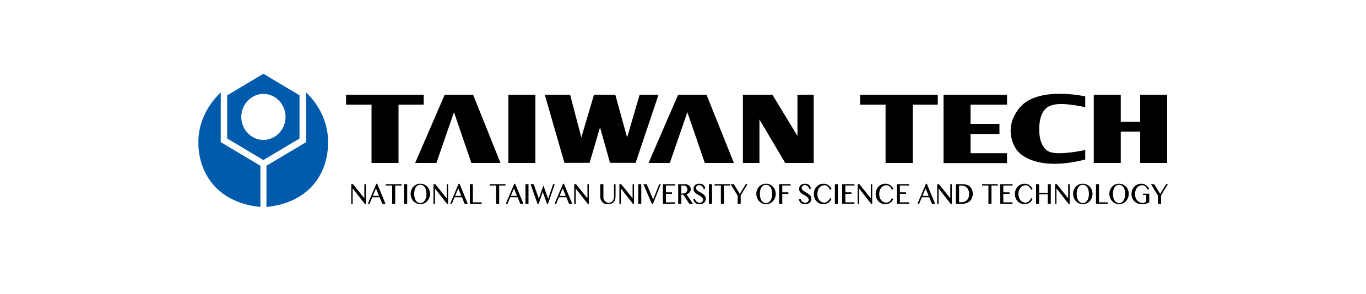 TAIWAN TECH
NATIONAL TAIWAN UNIVERSITY OF SCIENCE AND TECHNOLOGY